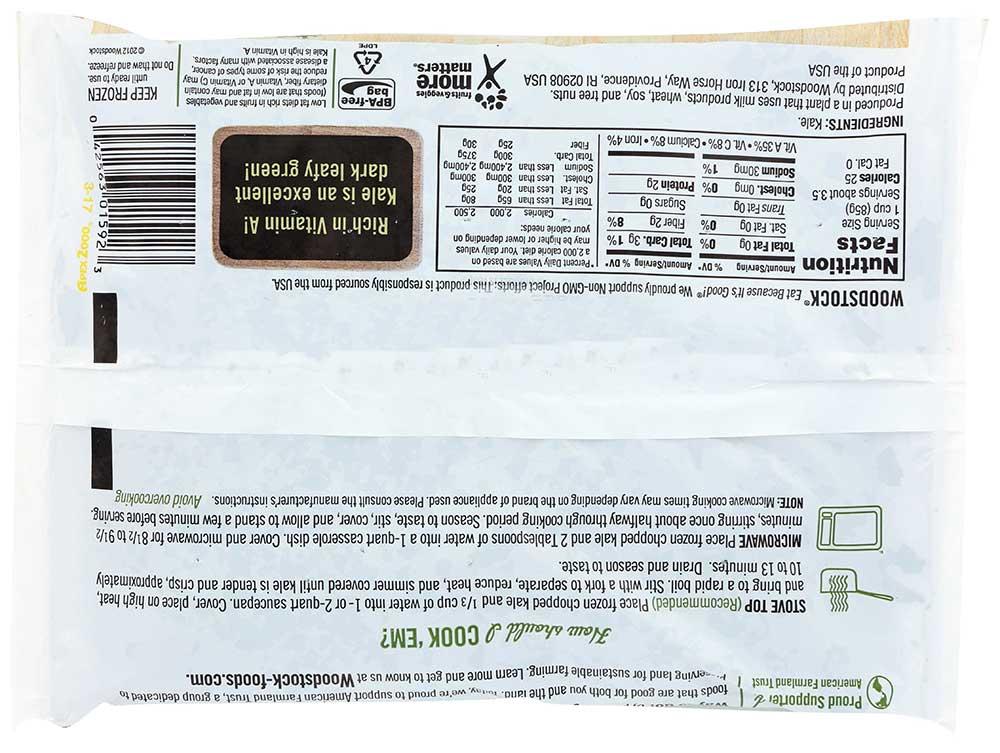 Proud Supporter of
American Farmland Trust
foods that are good for both you and the land. Today, we're proud to support American Farmland Trust, a group dedicated to
land for sustainable farming. Learn more and get to know us at Woodstock-foods.com.
How should I COOK 'EM?
STOVE TOP (Recommended) Place frozen chopped kale and 1/3 cup of water into 1- or 2-quart saucepan. Cover, place on high heat,
and bring to a rapid boil. Stir with a fork to separate, reduce heat, and simmer covered until kale is tender and crisp, approximately
10 to 13 minutes. Drain and season to taste.
MICROWAVE Place frozen chopped kale and 2 Tablespoons of water into a 1-quart casserole dish. Cover and microwave for 8 1/2 to 9 1/2
minutes, stirring once about halfway through cooking period. Season to taste, stir, cover, and allow to stand a few minutes before serving.
NOTE: Microwave cooking times may vary depending on the brand of appliance used. Please consult the manufacturer's instructions. Avoid overcooking
WOODSTOCK® Eat Because It's Good!® We proudly support Non-GMO Project efforts. This product is responsibly sourced from the USA.
Nutrition
Facts
Serving Size
1 cup (85g)
Servings about 3.5
Calories 25
Fat Cal. 0
Amount/Serving % DV*
Total Fat 0g 0%
Sat. Fat 0g 0%
Trans Fat 0g
Cholest. 0mg 0%
Sodium 30mg 1%
Amount/Serving % DV*
Total Carb. 3g 1%
Fiber 2g 8%
Sugars 0g
Protein 2g
Vit. A 35% • Vit. C 8% • Calcium 8% • Iron 4%
*Percent Daily Values are based on
a 2,000 calorie diet. Your daily values
may be higher or lower depending on
your calorie needs:
Calories 2,000 2,500
Total Fat Less than 65g 80g
Sat. Fat Less than 20g 25g
Cholest. Less than 300mg 300mg
Sodium Less than 2,400mg 2,400mg
Total Carb. 300g 375g
Fiber 25g 30g
INGREDIENTS: Kale.
Produced in a plant that uses milk products, wheat, soy, and tree nuts.
Distributed by Woodstock, 313 Iron Horse Way, Providence, RI 02908 USA
Product of the USA
Rich in Vitamin A!
Kale is an excellent
dark leafy green!
fruits & veggies
more
matters.®
BPA-free
bag
4
LDPE
Low fat diets rich in fruits and vegetables
(foods that are low in fat and may contain
dietary fiber, Vitamin A, or Vitamin C) may
reduce the risk of some types of cancer,
a disease associated with many factors.
Kale is high in Vitamin A.
0 42563 01592 3
KEEP FROZEN
until ready to use.
Do not thaw and refreeze.
© 2012 Woodstock